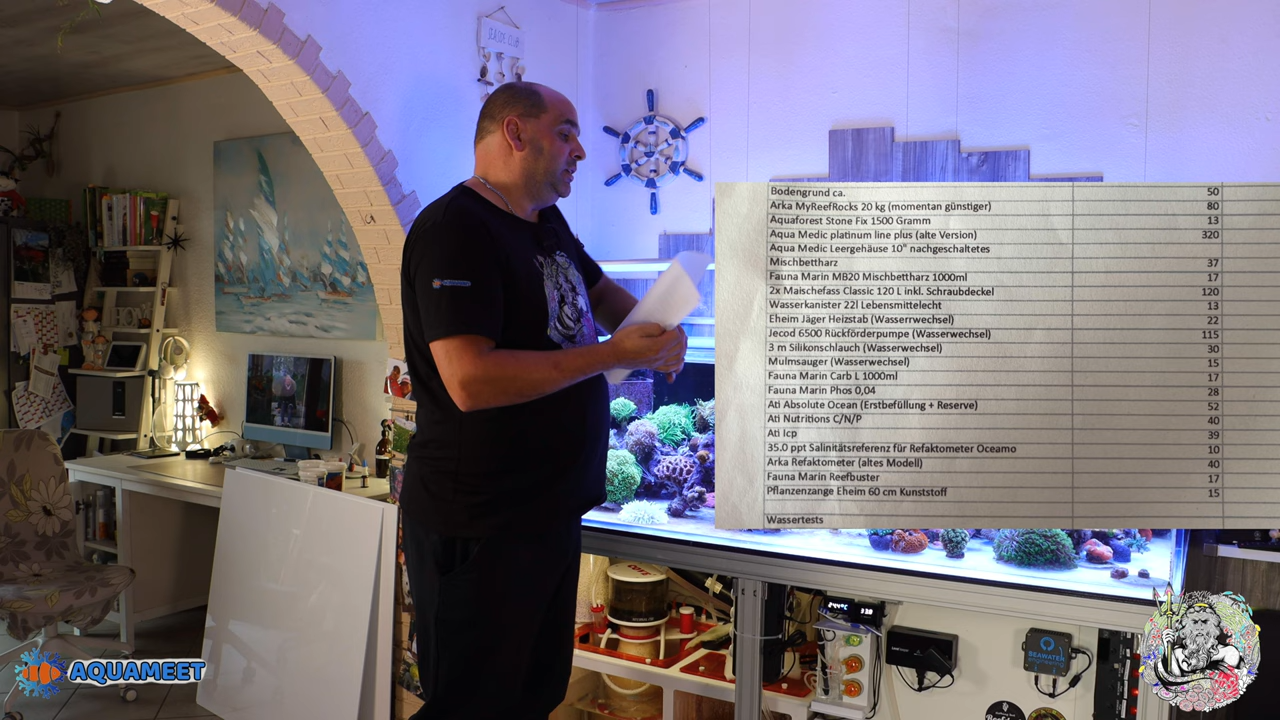 SEASIDE CLUB
Bodengrund ca. 50
Arka MyReefRocks 20 kg (momentan günstiger) 80
Aquaforest Stone Fix 1500 Gramm 13
Aqua Medic platinum line plus (alte Version) 320
Aqua Medic Leergehäuse 10" nachgeschaltetes
Mischbettharz 37
Fauna Marin MB20 Mischbettharz 1000ml 17
2x Maischefass Classic 120 L inkl. Schraubdeckel 120
Wasserkanister 22l Lebensmittelecht 13
Eheim Jäger Heizstab (Wasserrwechsel) 22
Jecod 6500 Rückförderpumpe (Wasserwechsel) 115
3 m Silikonschlauch (Wasserwechsel) 30
Mulmsauger (Wasserwechsel) 15
Fauna Marin Carb L 1000ml 17
Fauna Marin Phos 0,04 28
Ati Absolute Ocean (Erstbefüllung + Reserve) 52
Ati Nutritions C/N/P 40
Ati Icp 39
35.0 ppt Salinitätsreferenz für Refaktometer Oceamo 10
Arka Refaktometer (altes Modell) 40
Fauna Marin Reefbuster 17
Pflanzenzange Eheim 60 cm Kunststoff 15
Wassertests
AQUAMEET
SEAWATER